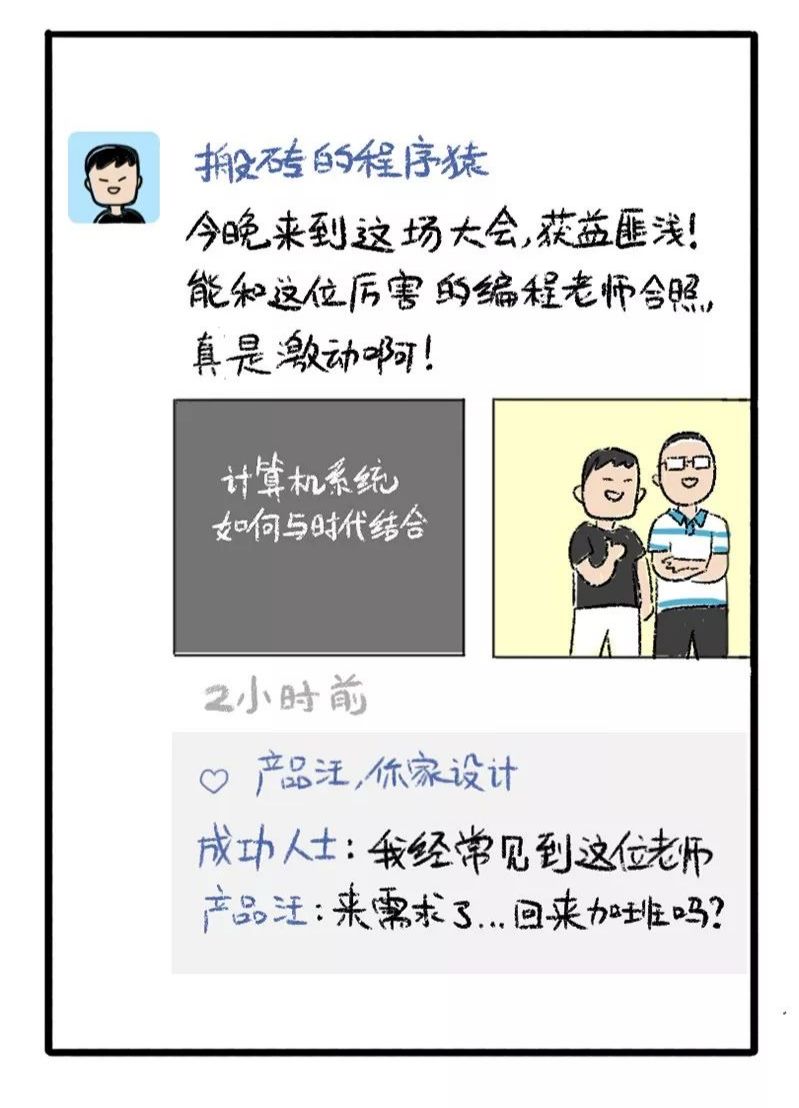 搬砖的程序猿
今晚来到这场大会,获益匪浅!
能和这位厉害的编程老师合照,
真是激动啊!
计算机系统
如何与时代结合
2小时前
♡ 产品汪,你家设计
成功人士:我经常见到这位老师
产品汪:来需求了...回来加班吗?